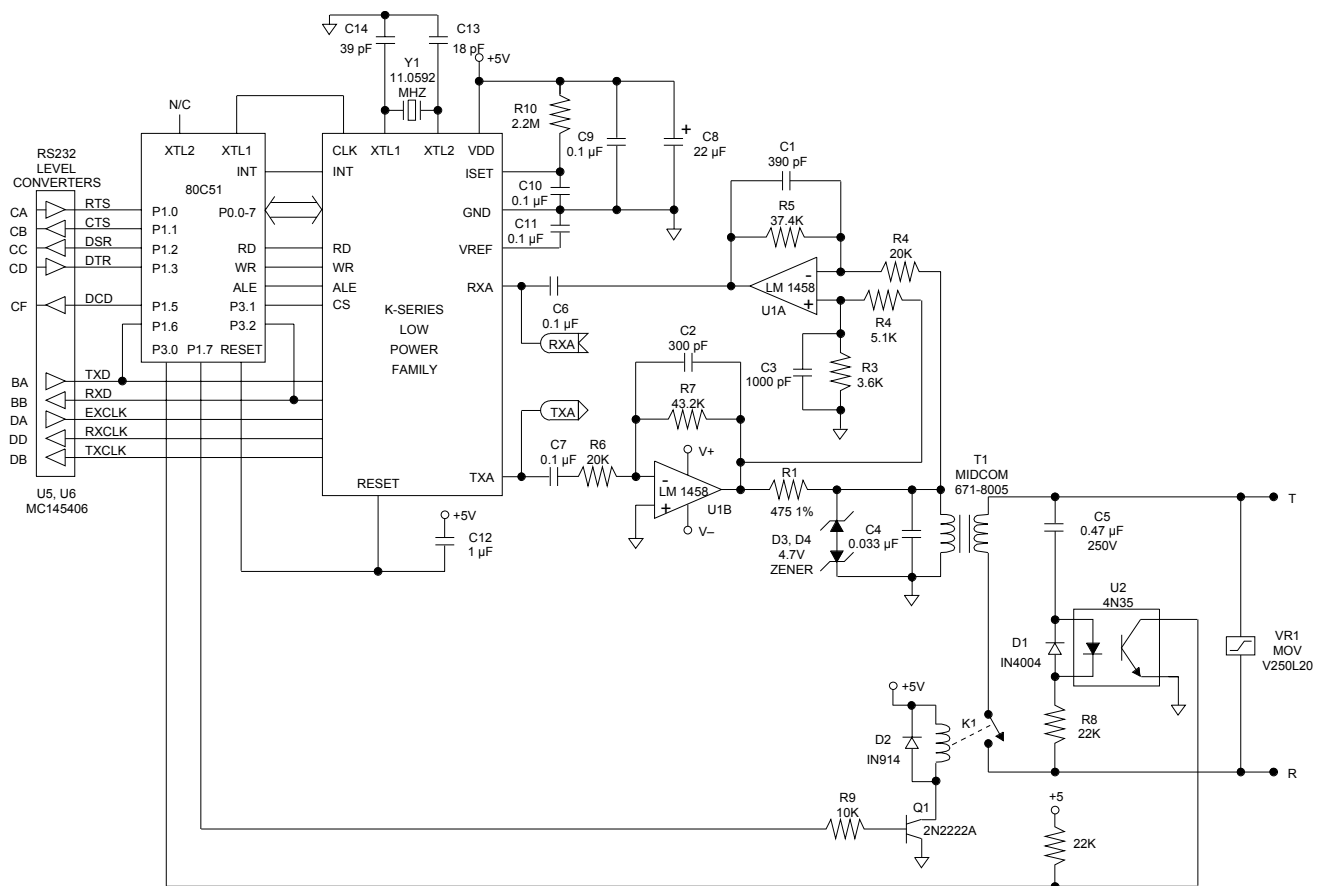 C14
39 pF
C13
18 pF
+5V
Y1
11.0592
MHZ
R10
2.2M
C9
0.1 µF
C8
22 µF
+
N/C
XTL2
XTL1
INT
80C51
P1.0
P0.0-7
P1.1
P1.2
RD
P1.3
WR
ALE
P1.5
P3.1
P1.6
P3.2
P3.0
P1.7
RESET
RS232
LEVEL
CONVERTERS
CA
RTS
CB
CTS
CC
DSR
CD
DTR
CF
DCD
BA
TXD
BB
RXD
DA
EXCLK
DD
RXCLK
DB
TXCLK
U5, U6
MC145406
CLK
XTL1
XTL2
VDD
INT
ISET
GND
VREF
RD
WR
ALE
CS
RXA
K-SERIES
LOW
POWER
FAMILY
TXA
RESET
C10
0.1 µF
C11
0.1 µF
C6
0.1 µF
RXA
TXA
C7
0.1 µF
R6
20K
C1
390 pF
R5
37.4K
R4
20K
-
LM 1458
+
U1A
R4
5.1K
C3
1000 pF
R3
3.6K
C2
300 pF
R7
43.2K
V+
-
LM 1458
+
U1B
V–
R1
475 1%
D3, D4
4.7V
ZENER
C4
0.033 µF
T1
MIDCOM
671-8005
+5V
C12
1 µF
T
C5
0.47 µF
250V
U2
4N35
D1
IN4004
VR1
MOV
V250L20
R8
22K
R
+5V
D2
IN914
K1
R9
10K
Q1
2N2222A
+5
22K